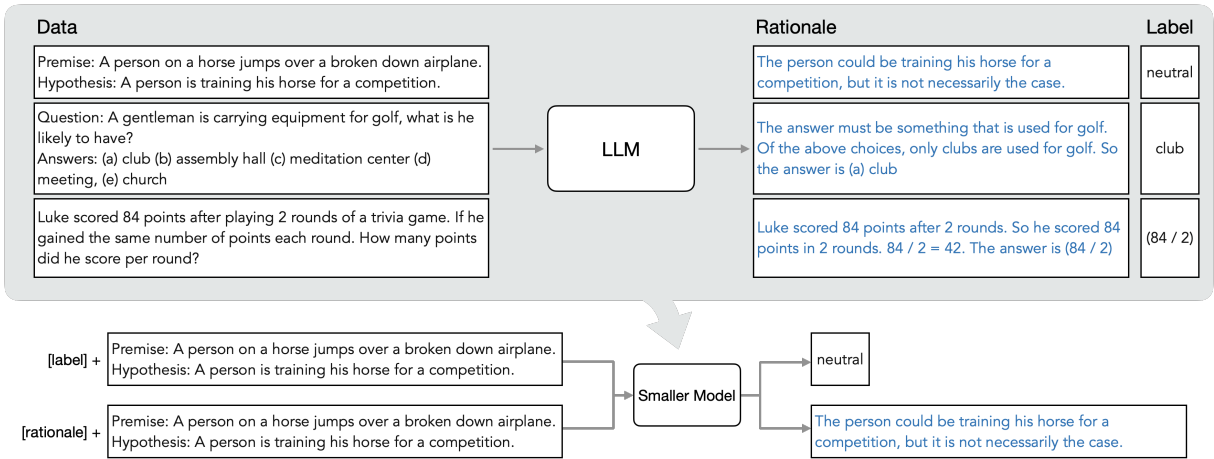 Data
Rationale
Label
Premise: A person on a horse jumps over a broken down airplane.
Hypothesis: A person is training his horse for a competition.
The person could be training his horse for a
competition, but it is not necessarily the case.
neutral
Question: A gentleman is carrying equipment for golf, what is he
likely to have?
Answers: (a) club (b) assembly hall (c) meditation center (d)
meeting, (e) church
LLM
The answer must be something that is used for golf.
Of the above choices, only clubs are used for golf. So
the answer is (a) club
club
Luke scored 84 points after playing 2 rounds of a trivia game. If he
gained the same number of points each round. How many points
did he score per round?
Luke scored 84 points after 2 rounds. So he scored 84
points in 2 rounds. 84 / 2 = 42. The answer is (84 / 2)
(84 / 2)
[label] +
Premise: A person on a horse jumps over a broken down airplane.
Hypothesis: A person is training his horse for a competition.
neutral
Smaller Model
[rationale] +
Premise: A person on a horse jumps over a broken down airplane.
Hypothesis: A person is training his horse for a competition.
The person could be training his horse for a
competition, but it is not necessarily the case.